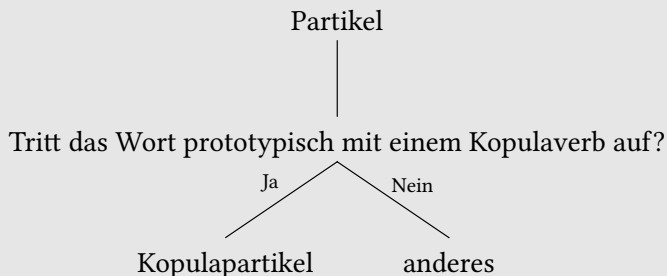 Partikel
Tritt das Wort prototypisch mit einem Kopulaverb auf?
Ja Nein
Kopulapartikel anderes